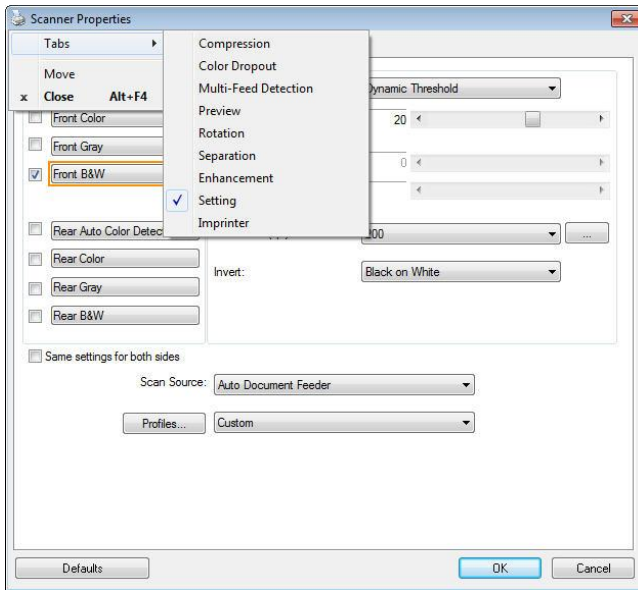 Scanner Properties
Tabs
Move
x Close Alt+F4
Compression
Color Dropout
Multi-Feed Detection
Preview
Rotation
Separation
Enhancement
Setting
Imprinter
Dynamic Threshold
Front Color
20
Front Gray
0
Front B&W
Rear Auto Color Detec
200
...
Rear Color
Invert: Black on White
Rear Gray
Rear B&W
Same settings for both sides
Scan Source: Auto Document Feeder
Profiles... Custom
Defaults OK Cancel